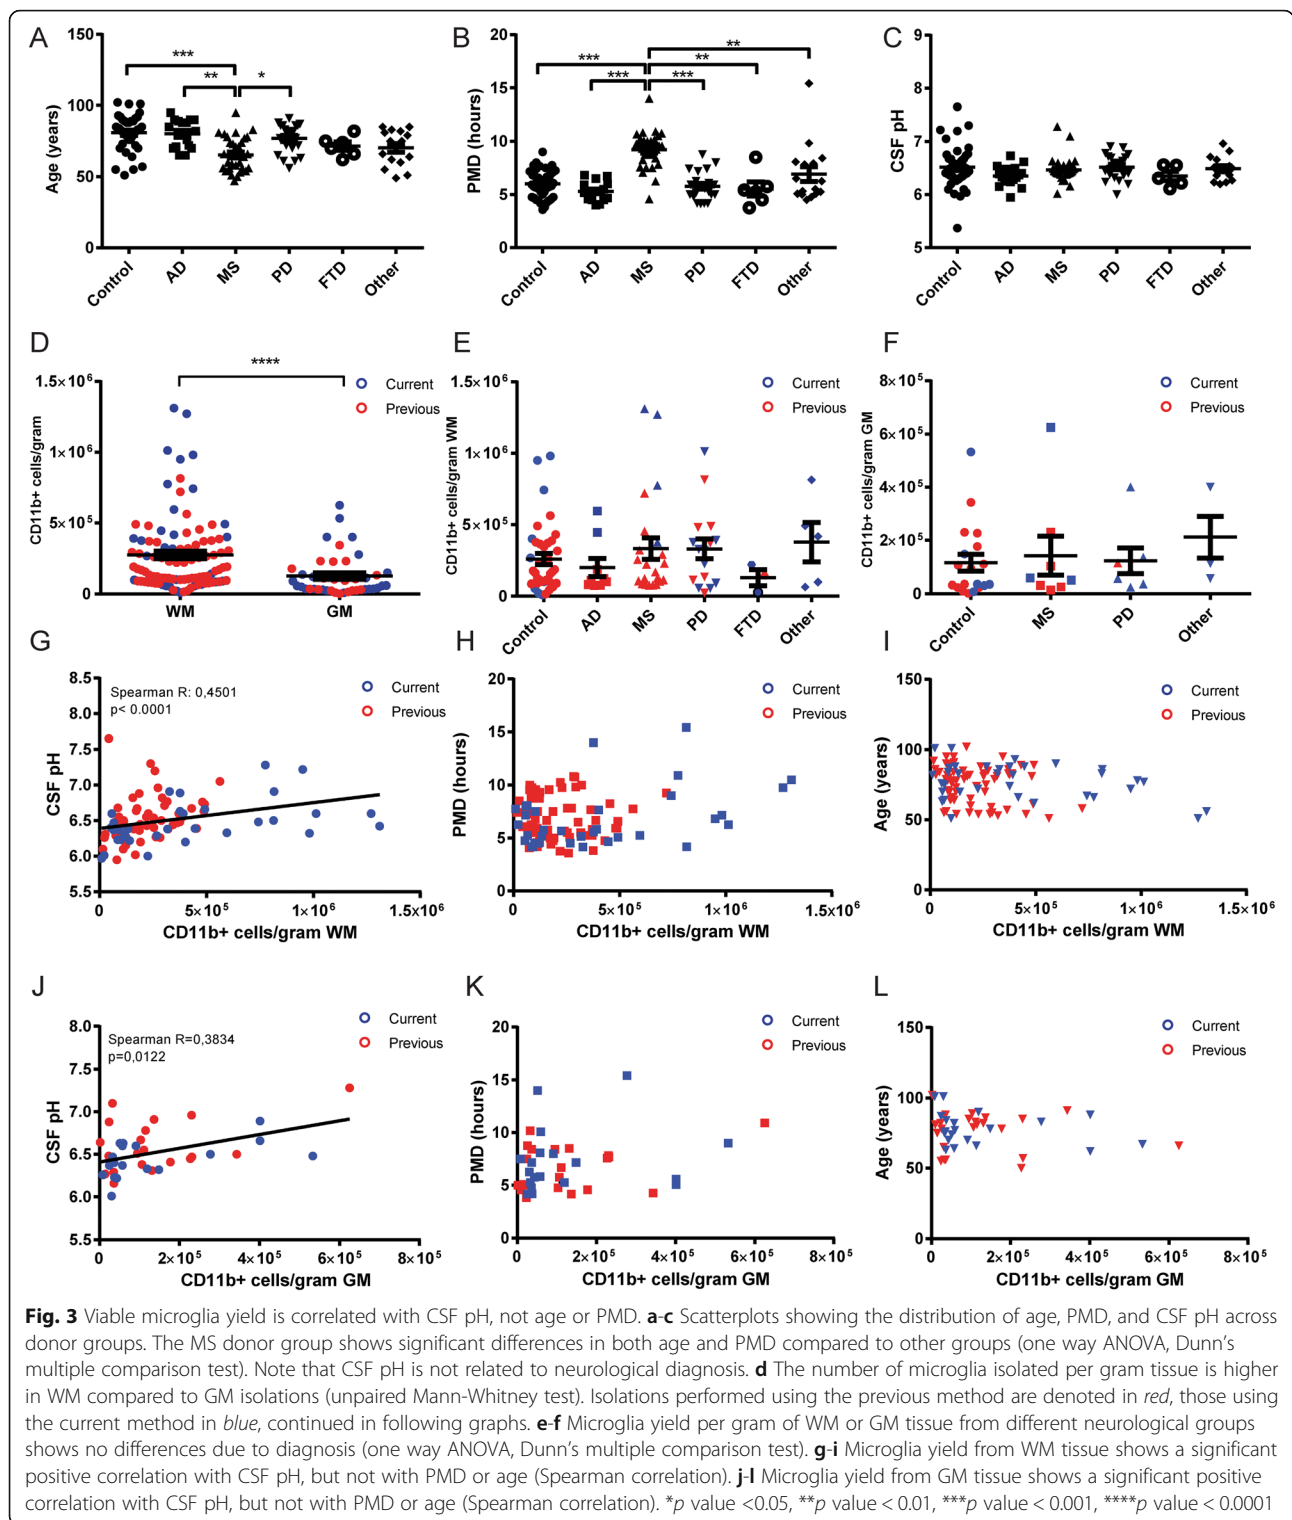 A
Age (years)
150
100
50
0
***
**
*
Control
AD
MS
PD
FTD
Other
B
PMD (hours)
20
15
10
5
0
**
***
**
***
***
Control
AD
MS
PD
FTD
Other
C
CSF pH
9
8
7
6
5
Control
AD
MS
PD
FTD
Other
D
CD11b+ cells/gram
1.5×10⁶
1×10⁶
5×10⁵
0
****
Current
Previous
WM
GM
E
CD11b+ cells/gram WM
1.5×10⁶
1×10⁶
5×10⁵
0
Current
Previous
Control
AD
MS
PD
FTD
Other
F
CD11b+ cells/gram GM
8×10⁵
6×10⁵
4×10⁵
2×10⁵
0
Current
Previous
Control
MS
PD
Other
G
CSF pH
8.5
8.0
7.5
7.0
6.5
6.0
5.5
Spearman R: 0,4501
p< 0.0001
Current
Previous
0
5×10⁵
1×10⁶
1.5×10⁶
CD11b+ cells/gram WM
H
PMD (hours)
20
15
10
5
0
Current
Previous
0
5×10⁵
1×10⁶
1.5×10⁶
CD11b+ cells/gram WM
I
Age (years)
150
100
50
0
Current
Previous
0
5×10⁵
1×10⁶
1.5×10⁶
CD11b+ cells/gram WM
J
CSF pH
8.0
7.5
7.0
6.5
6.0
5.5
Spearman R=0,3834
p=0,0122
Current
Previous
0
2×10⁵
4×10⁵
6×10⁵
8×10⁵
CD11b+ cells/gram GM
K
PMD (hours)
20
15
10
5
0
Current
Previous
0
2×10⁵
4×10⁵
6×10⁵
8×10⁵
CD11b+ cells/gram GM
L
Age (years)
150
100
50
0
Current
Previous
0
2×10⁵
4×10⁵
6×10⁵
8×10⁵
CD11b+ cells/gram GM
Fig. 3 Viable microglia yield is correlated with CSF pH, not age or PMD. a-c Scatterplots showing the distribution of age, PMD, and CSF pH across
donor groups. The MS donor group shows significant differences in both age and PMD compared to other groups (one way ANOVA, Dunn's
multiple comparison test). Note that CSF pH is not related to neurological diagnosis. d The number of microglia isolated per gram tissue is higher
in WM compared to GM isolations (unpaired Mann-Whitney test). Isolations performed using the previous method are denoted in red, those using
the current method in blue, continued in following graphs. e-f Microglia yield per gram of WM or GM tissue from different neurological groups
shows no differences due to diagnosis (one way ANOVA, Dunn's multiple comparison test). g-i Microglia yield from WM tissue shows a significant
positive correlation with CSF pH, but not with PMD or age (Spearman correlation). j-l Microglia yield from GM tissue shows a significant positive
correlation with CSF pH, but not with PMD or age (Spearman correlation). *p value <0.05, **p value < 0.01, ***p value < 0.001, ****p value < 0.0001